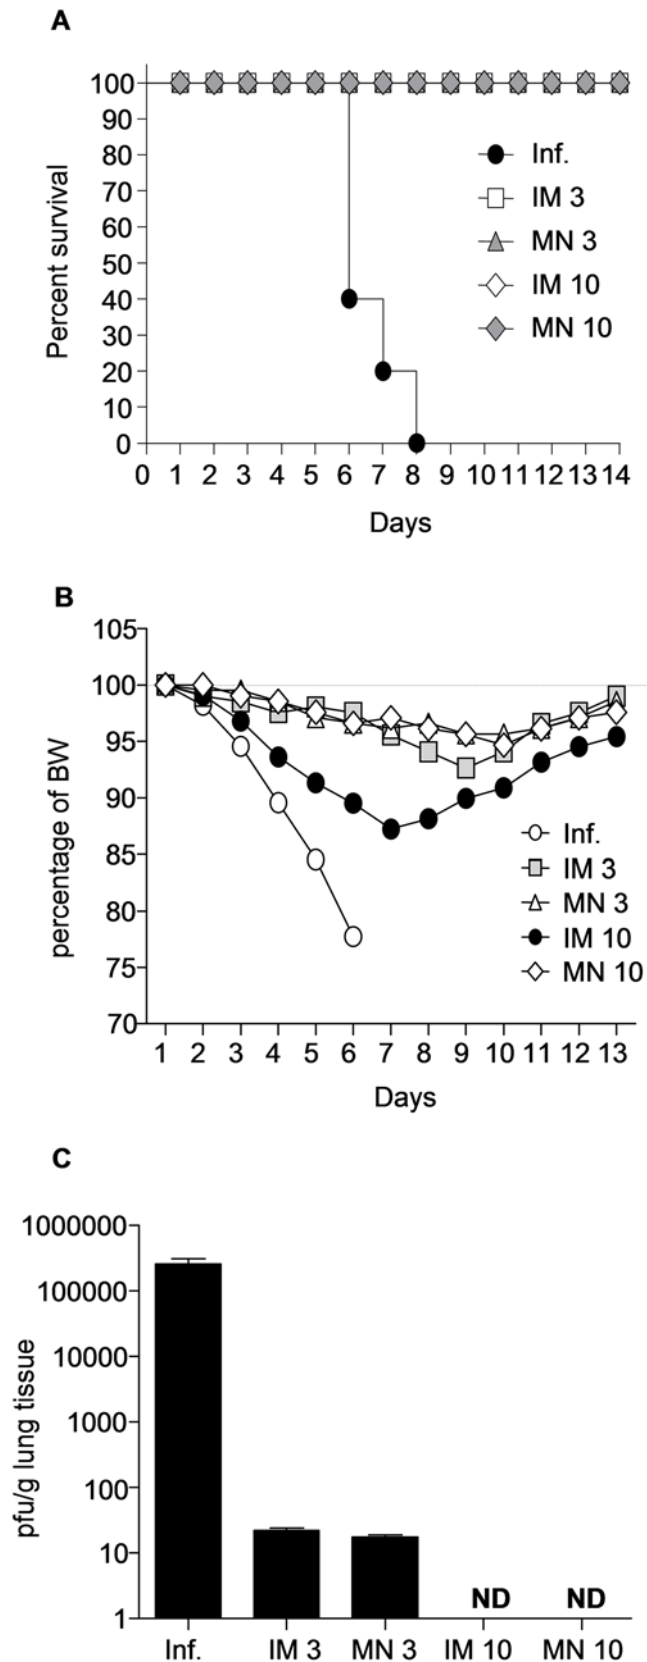 A
100
90
80
70
60
50
40
30
20
10
0
Percent survival
Inf.
IM 3
MN 3
IM 10
MN 10
0 1 2 3 4 5 6 7 8 9 10 11 12 13 14
Days
B
105
100
95
90
85
80
75
70
percentage of BW
Inf.
IM 3
MN 3
IM 10
MN 10
1 2 3 4 5 6 7 8 9 10 11 12 13
Days
C
1000000
100000
10000
1000
100
10
1
pfu/g lung tissue
ND ND
Inf. IM 3 MN 3 IM 10 MN 10